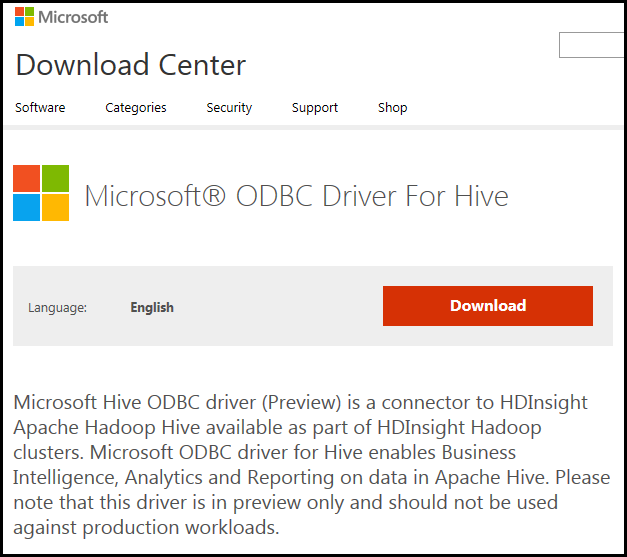 Microsoft
Download Center
Software Categories Security Support Shop
Microsoft® ODBC Driver For Hive
Language: English Download
Microsoft Hive ODBC driver (Preview) is a connector to HDInsight
Apache Hadoop Hive available as part of HDInsight Hadoop
clusters. Microsoft ODBC driver for Hive enables Business
Intelligence, Analytics and Reporting on data in Apache Hive. Please
note that this driver is in preview only and should not be used
against production workloads.